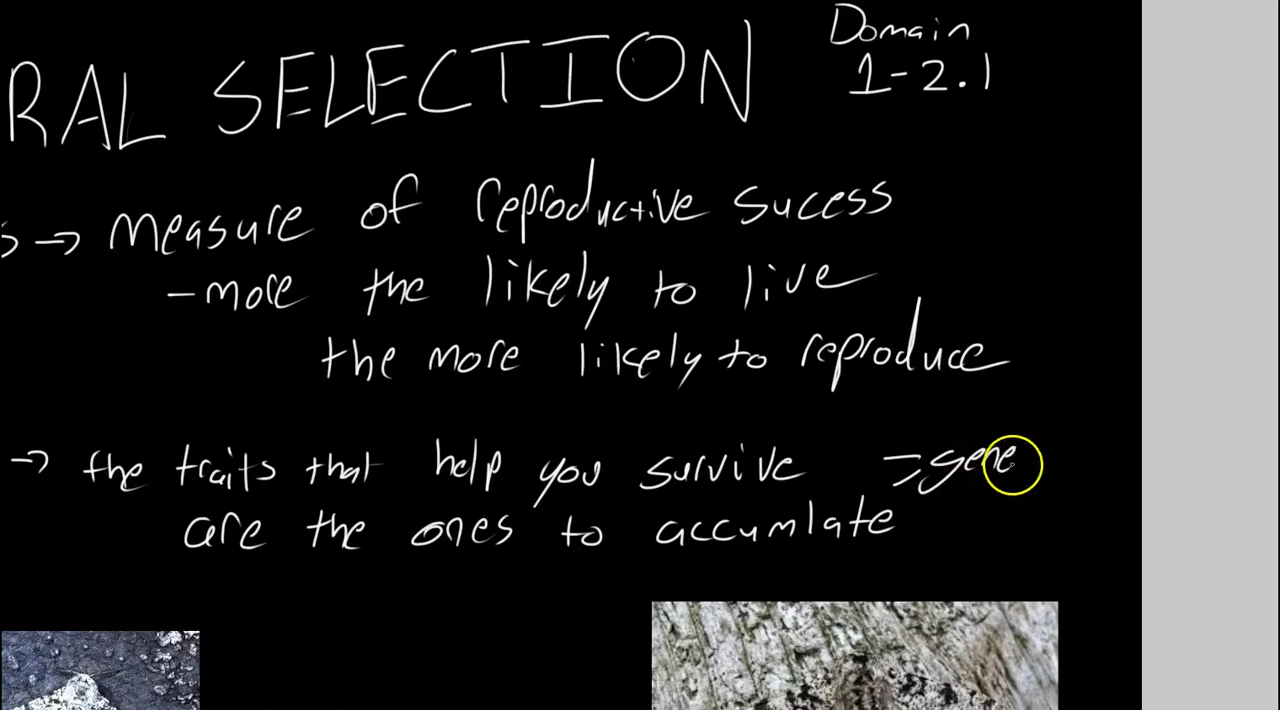 RAL SELECTION
Domain
1-2.1
s → measure of reproductive sucess
- more the likely to live
the more likely to reproduce
→ the traits that help you survive → gene
are the ones to accumlate